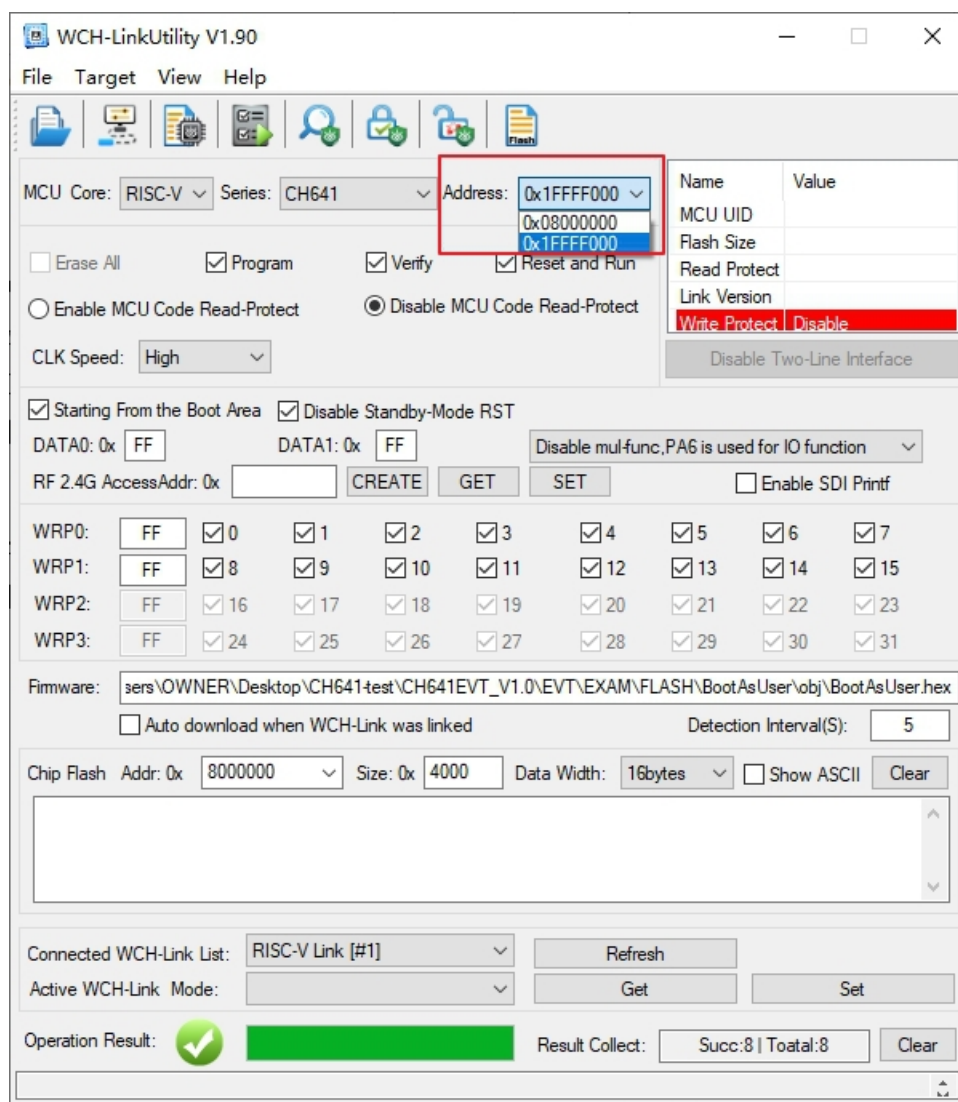 WCH-LinkUtility V1.90
File Target View Help
Flash
MCU Core: RISC-V Series: CH641 Address: 0x1FFFF000
0x08000000
0x1FFFF000
Name Value
MCU UID
Flash Size
Read Protect
Link Version
Write Protect Disable
Erase All Program Verify Reset and Run
Enable MCU Code Read-Protect Disable MCU Code Read-Protect
CLK Speed: High
Disable Two-Line Interface
Starting From the Boot Area Disable Standby-Mode RST
DATA0: 0x FF DATA1: 0x FF Disable mul-func,PA6 is used for IO function
RF 2.4G AccessAddr: 0x CREATE GET SET Enable SDI Printf
WRP0: FF 0 1 2 3 4 5 6 7
WRP1: FF 8 9 10 11 12 13 14 15
WRP2: FF 16 17 18 19 20 21 22 23
WRP3: FF 24 25 26 27 28 29 30 31
Firmware: sers\OWNER\Desktop\CH641-test\CH641EVT_V1.0\EVT\EXAM\FLASH\BootAsUser\obj\BootAsUser.hex
Auto download when WCH-Link was linked Detection Interval(S): 5
Chip Flash Addr: 0x 8000000 Size: 0x 4000 Data Width: 16bytes Show ASCII Clear
Connected WCH-Link List: RISC-V Link [#1] Refresh
Active WCH-Link Mode: Get Set
Operation Result: Result Collect: Succ:8 | Toatal:8 Clear